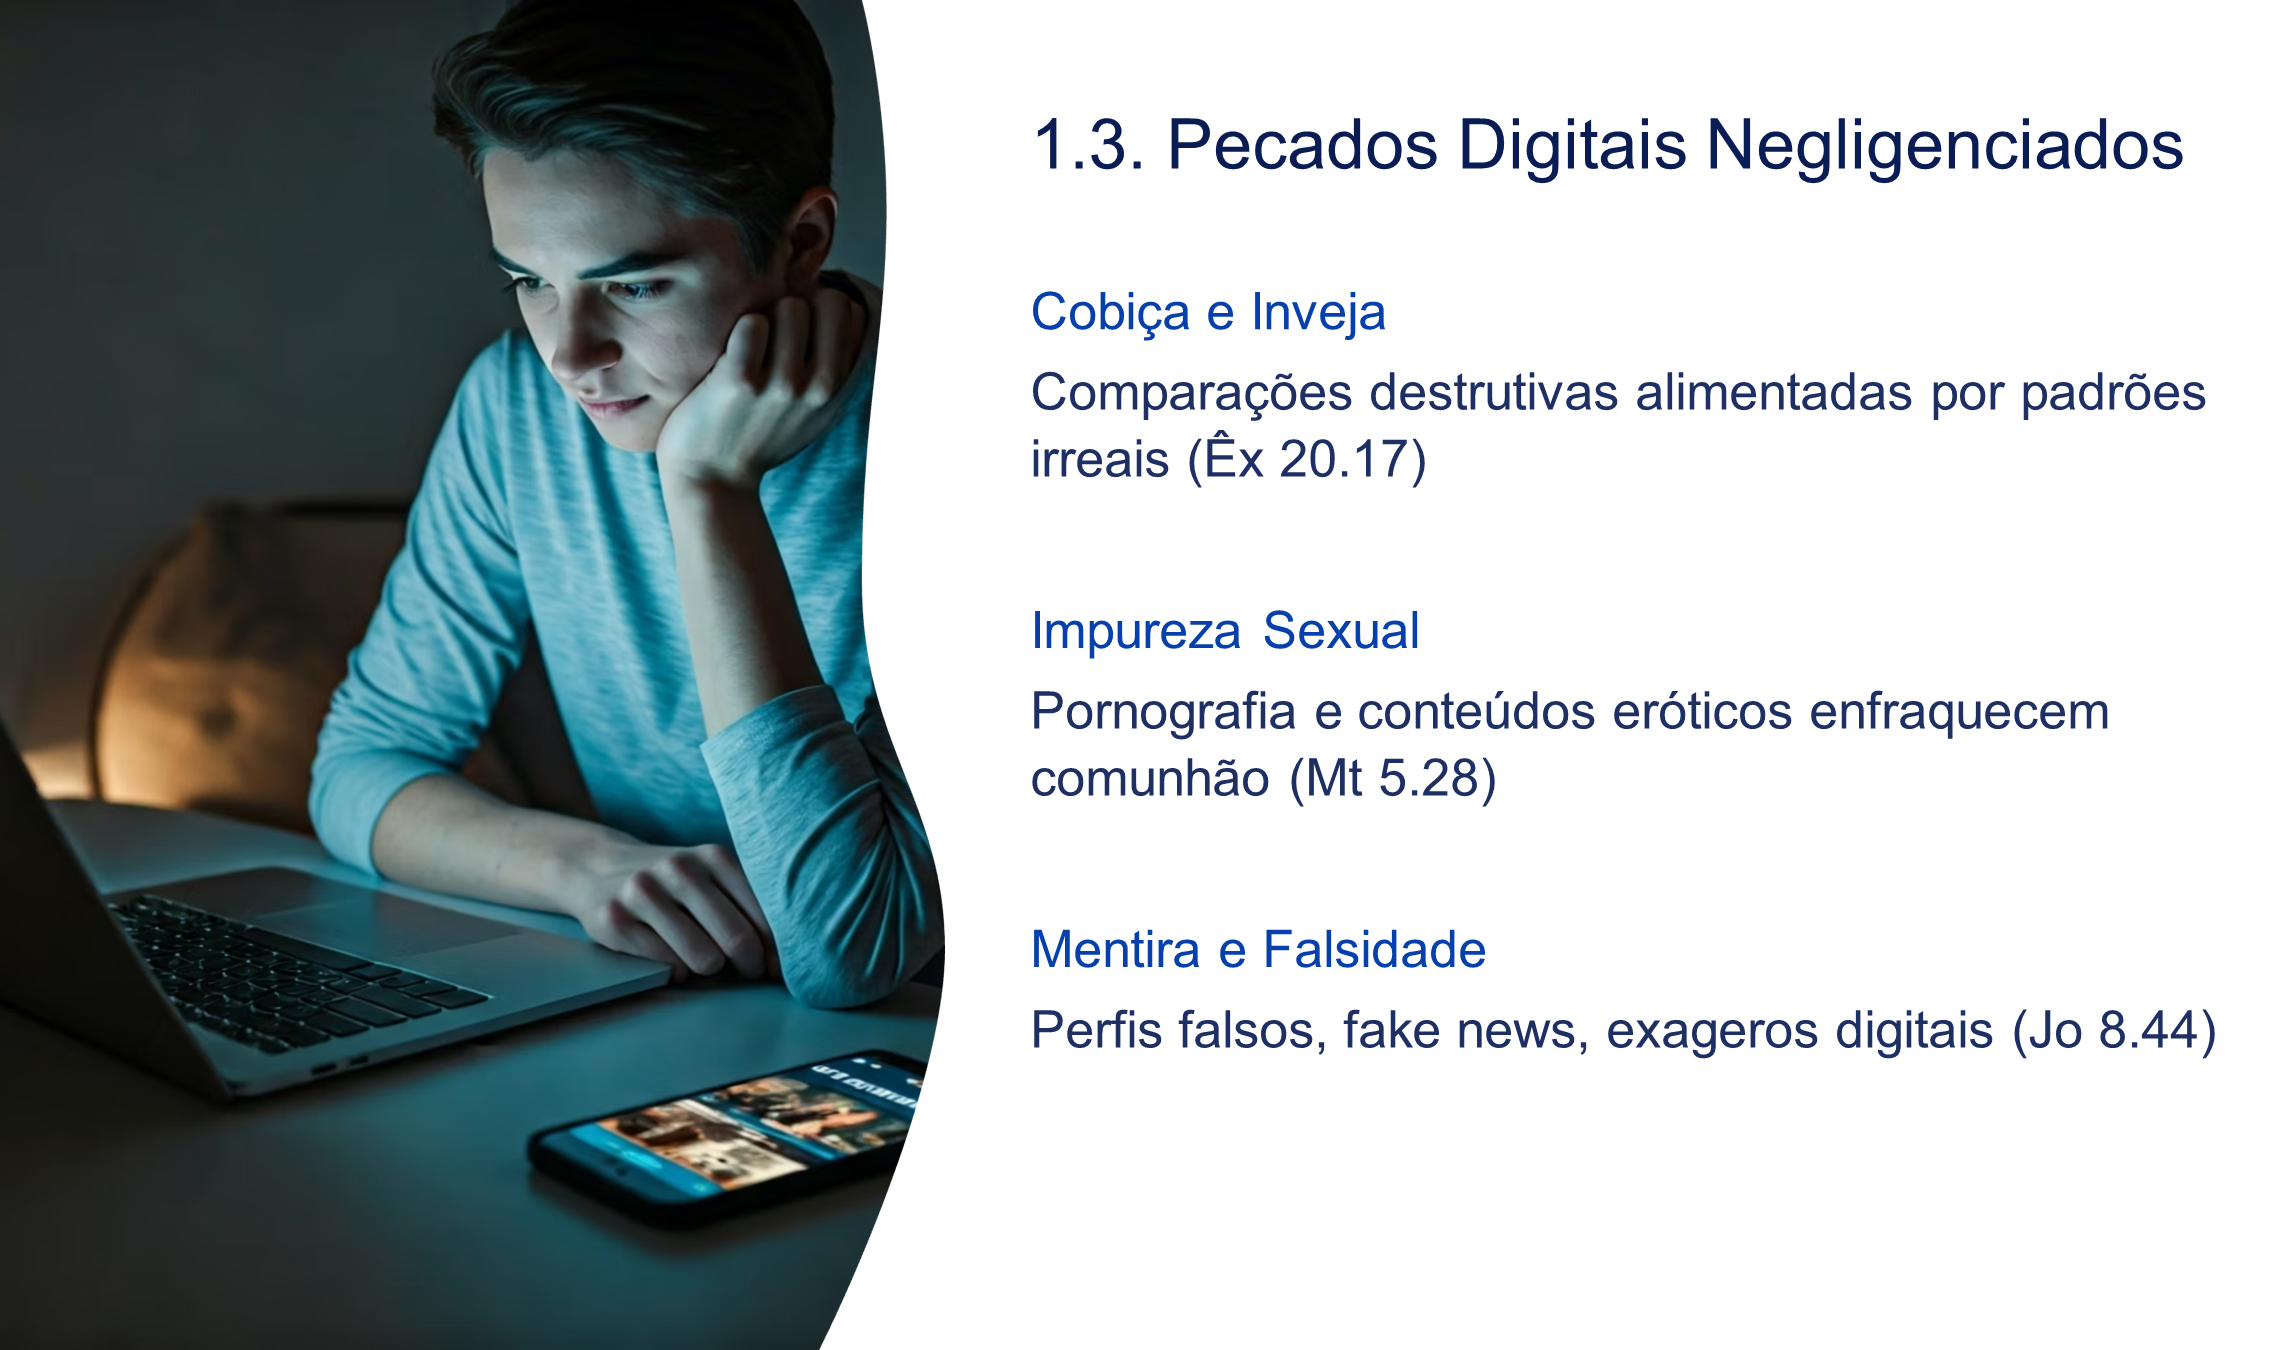 1.3. Pecados Digitais Negligenciados
Cobiça e Inveja
Comparações destrutivas alimentadas por padrões
irreais (Êx 20.17)
Impureza Sexual
Pornografia e conteúdos eróticos enfraquecem
comunhão (Mt 5.28)
Mentira e Falsidade
Perfis falsos, fake news, exageros digitais (Jo 8.44)